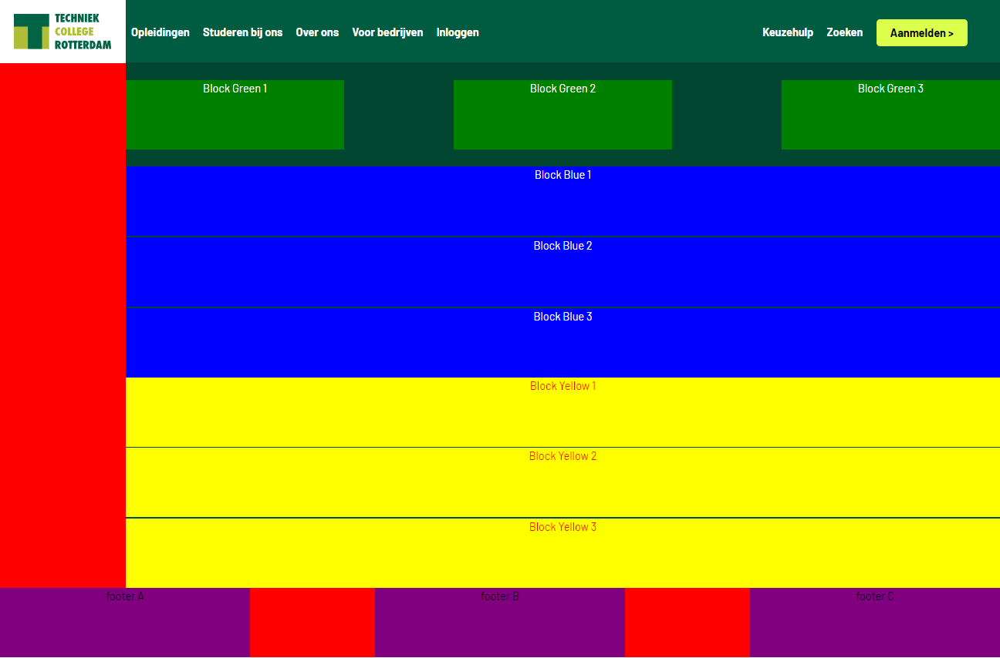 TECHNIEK
COLLEGE
ROTTERDAM
Opleidingen Studeren bij ons Over ons Voor bedrijven Inloggen Keuzehulp Zoeken Aanmelden >
Block Green 1 Block Green 2 Block Green 3
Block Blue 1
Block Blue 2
Block Blue 3
Block Yellow 1
Block Yellow 2
Block Yellow 3
footer A footer B footer C